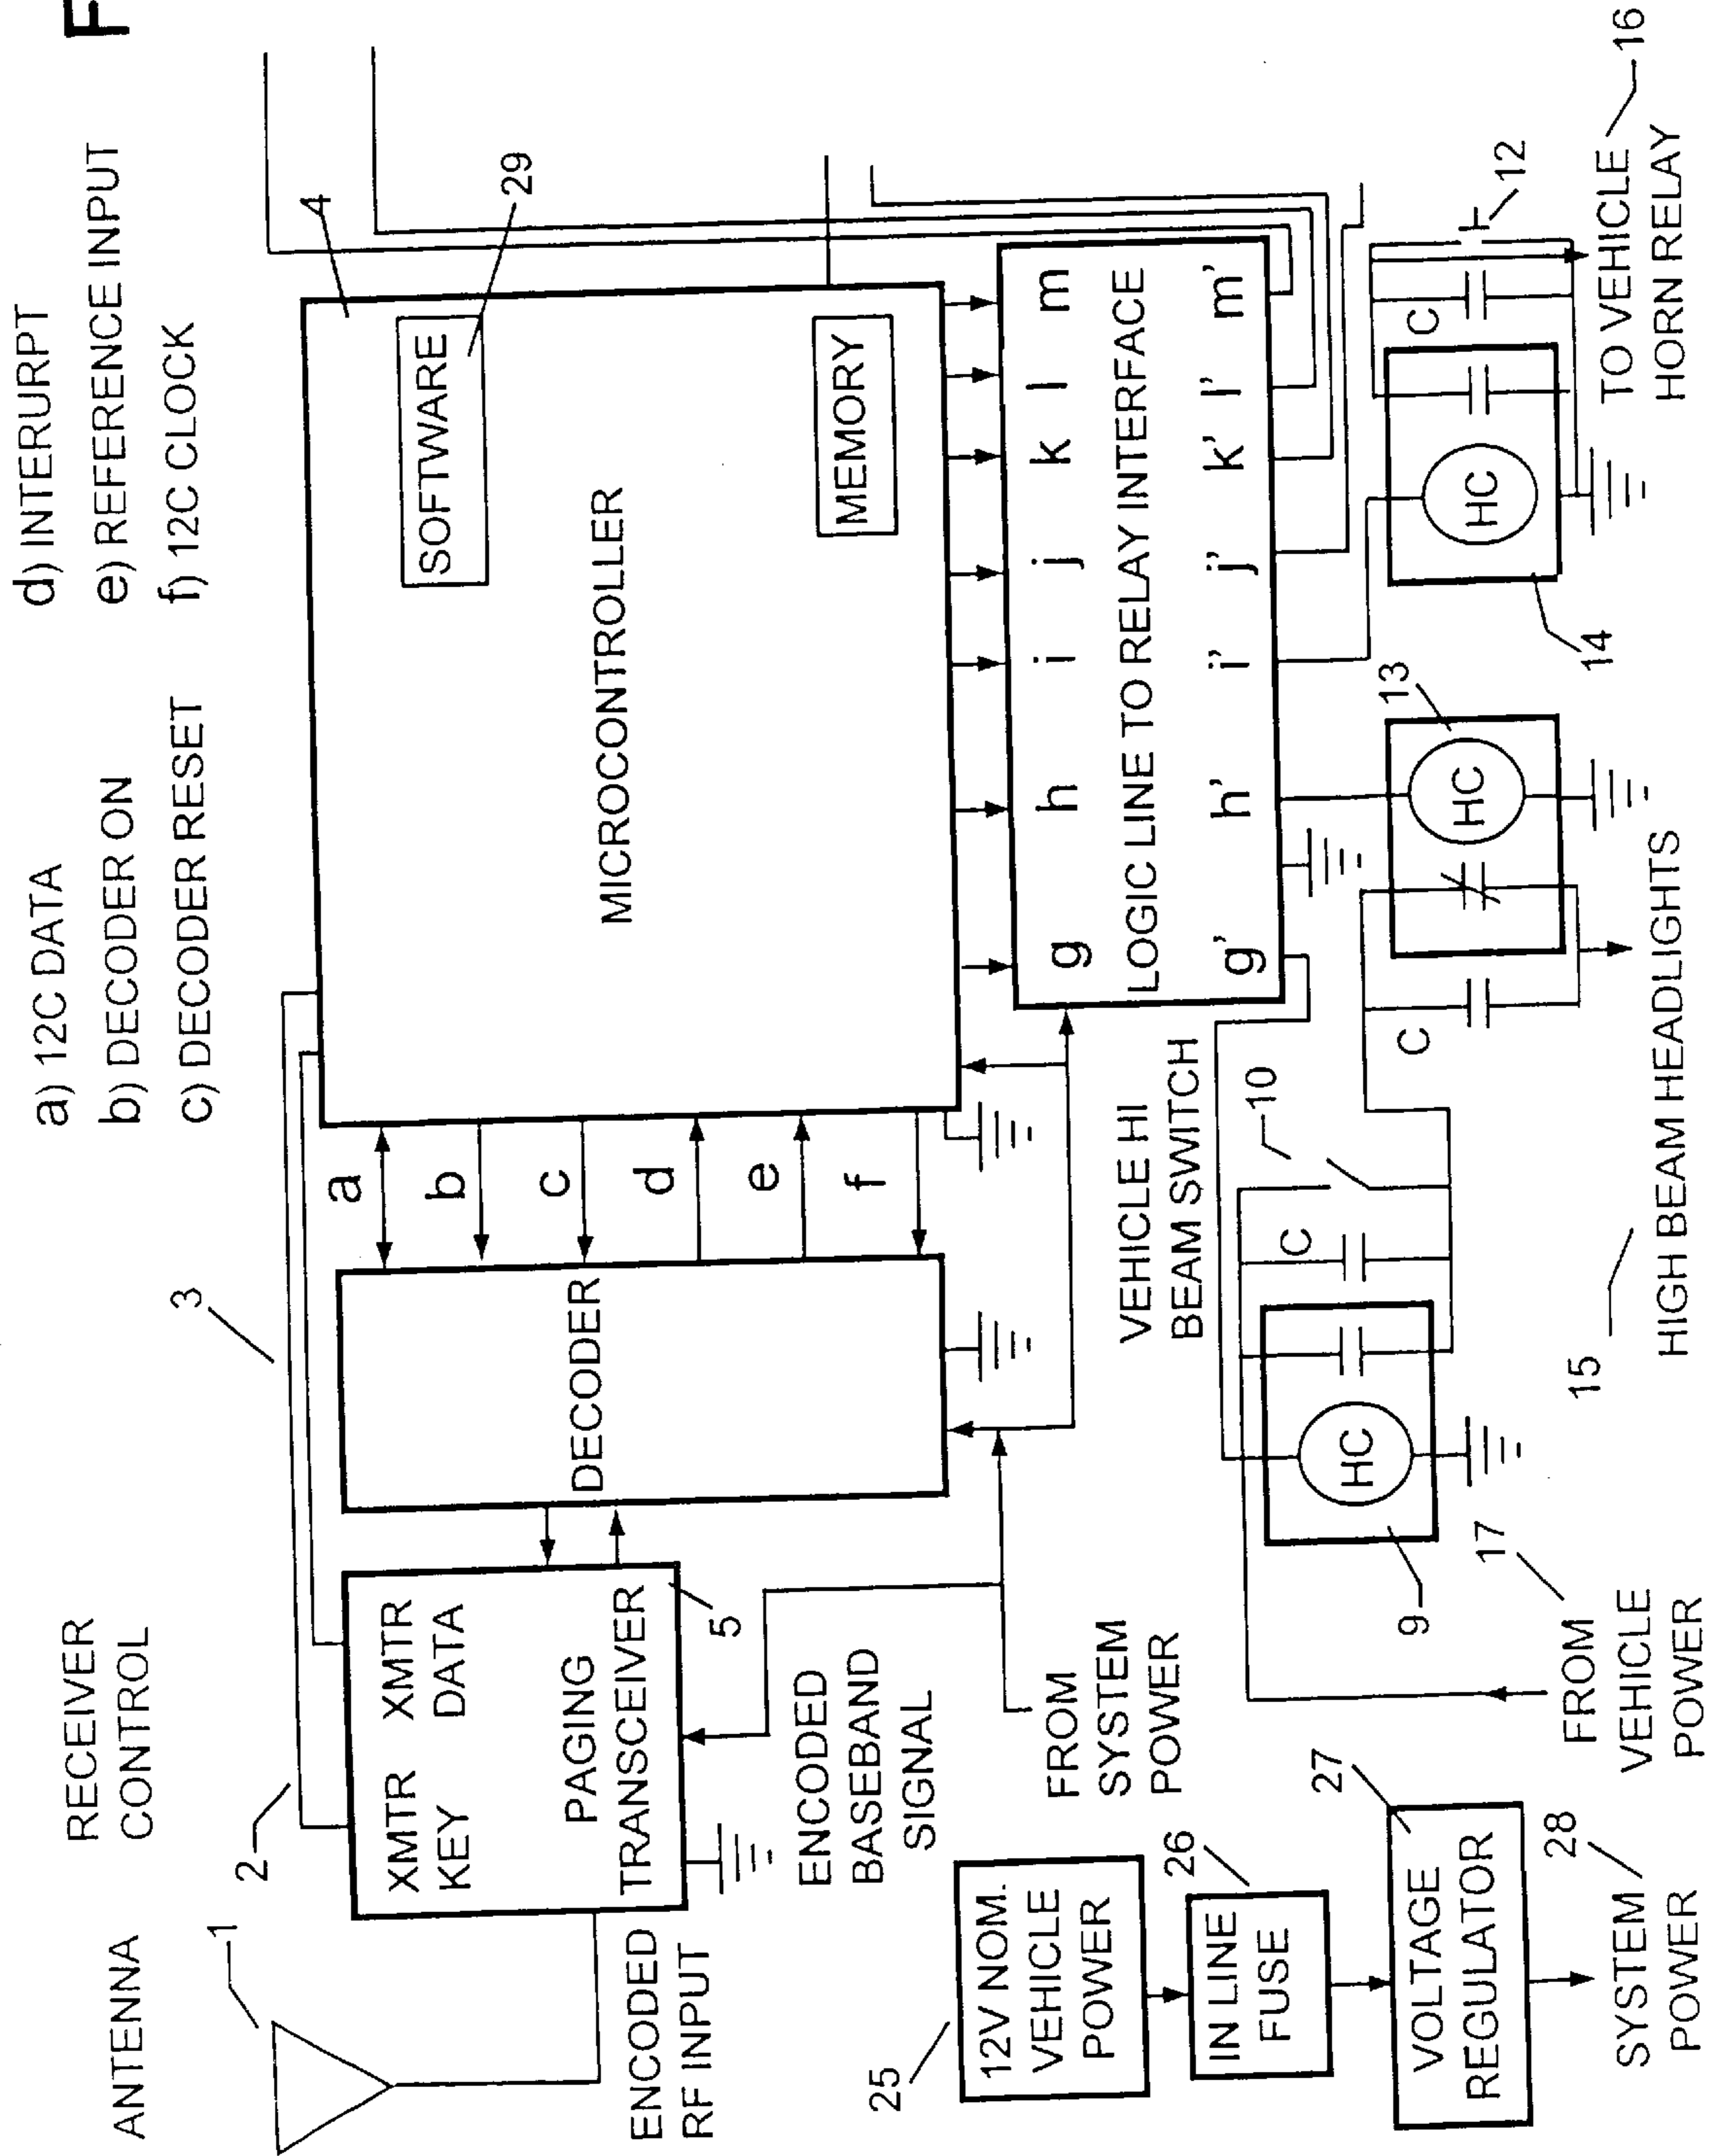 F
a) 12C DATA
b) DECODER ON
c) DECODER RESET
d) INTERURPT
e) REFERENCE INPUT
f) 12C CLOCK
ANTENNA
1
RECEIVER
CONTROL
2
3
4
XMTR XMTR
KEY DATA
PAGING
TRANSCEIVER
5
DECODER
a
b
c
d
e
f
MICROCONTROLLER
SOFTWARE
29
MEMORY
ENCODED
RF INPUT
ENCODED
BASEBAND
SIGNAL
FROM
SYSTEM
POWER
g h i j k l m
LOGIC LINE TO RELAY INTERFACE
g' h' i' j' k' l' m'
VEHICLE HI
BEAM SWITCH
10
25
12V NOM.
VEHICLE
POWER
26
IN LINE
FUSE
27
VOLTAGE
REGULATOR
28
SYSTEM
POWER
HC
C
9
17
FROM
VEHICLE
POWER
C
HC
13
15
HIGH BEAM HEADLIGHTS
HC
C
14
12
TO VEHICLE
HORN RELAY
16